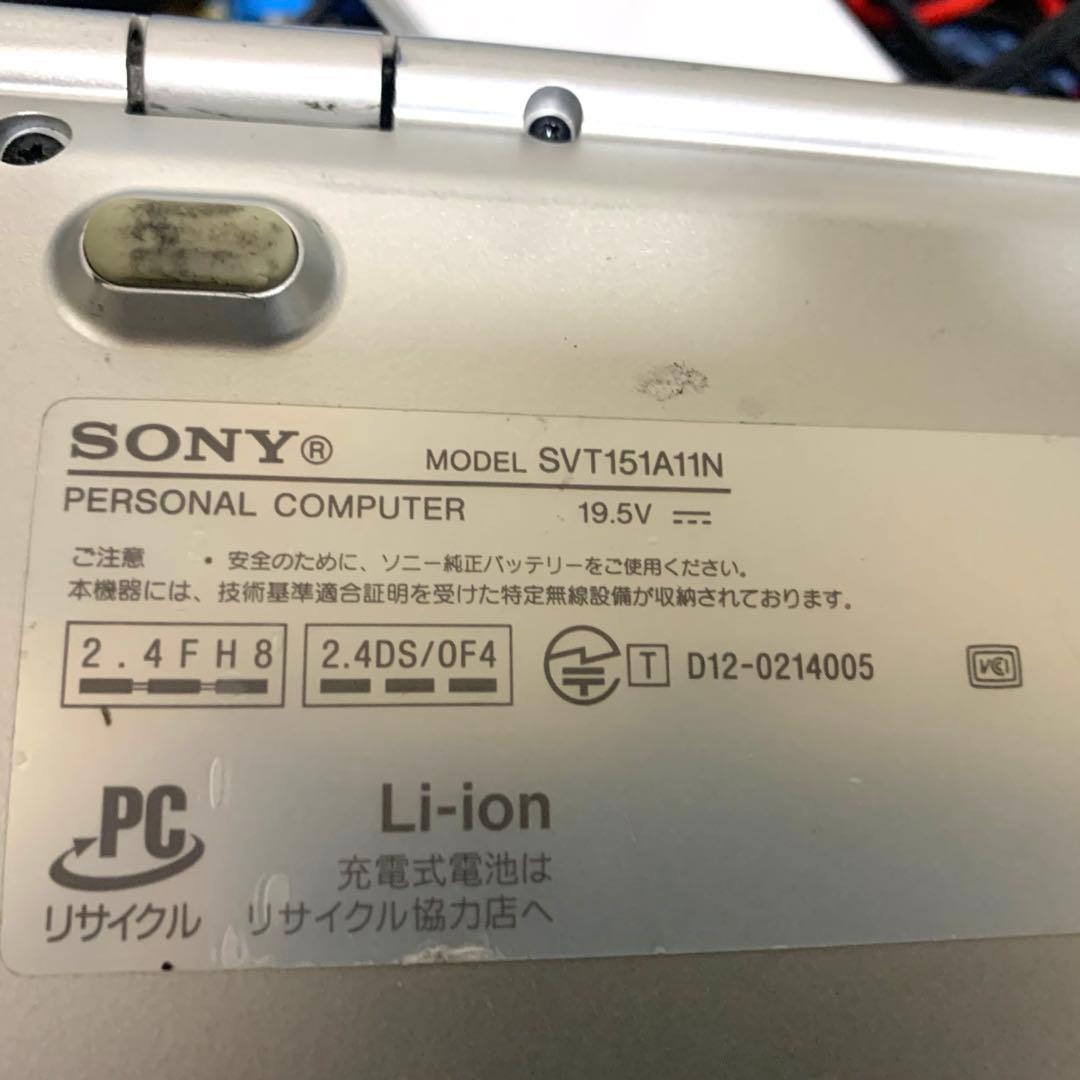 SONY® MODEL SVT151A11N
PERSONAL COMPUTER 19.5V
ご注意 • 安全のために、ソニー純正バッテリーをご使用ください。
本機器には、技術基準適合証明を受けた特定無線設備が収納されております。
2.4FH8 2.4DS/OF4 T D12-0214005 VCI
PC Li-ion
充電式電池は
リサイクル リサイクル協力店へ